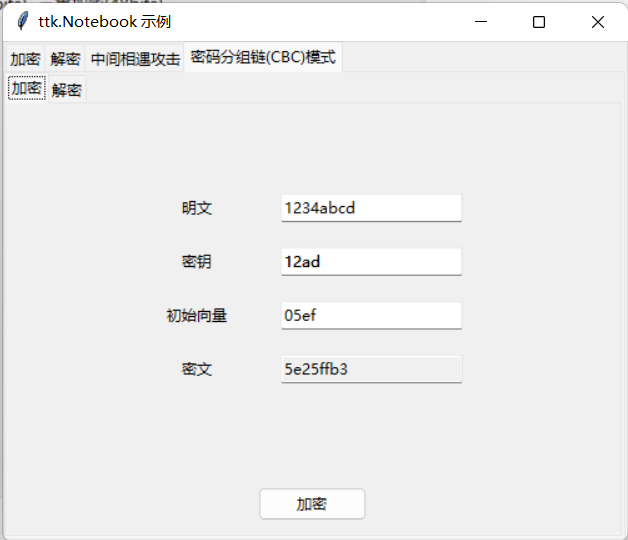 ttk.Notebook 示例
加密 解密 中间相遇攻击 密码分组链(CBC)模式
加密 解密
明文 1234abcd
密钥 12ad
初始向量 05ef
密文 5e25ffb3
加密